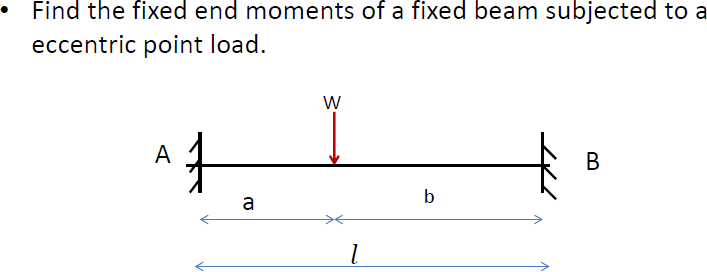 • Find the fixed end moments of a fixed beam subjected to a
eccentric point load.
W
A
B
a
b
l